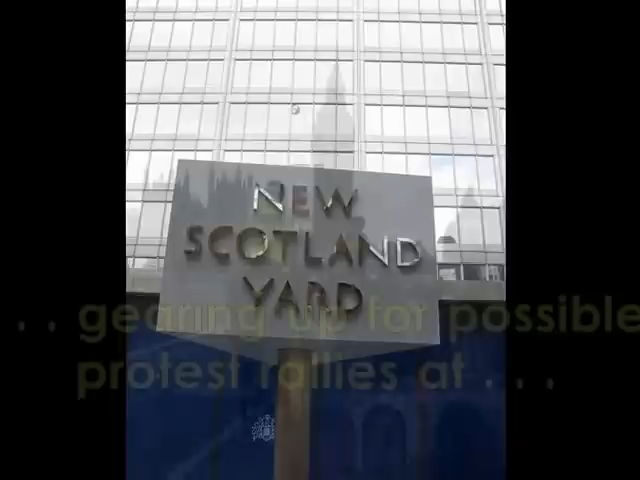 NEW
SCOTLAND
YARD
. . gearing up for possible
protest rallies at . . .